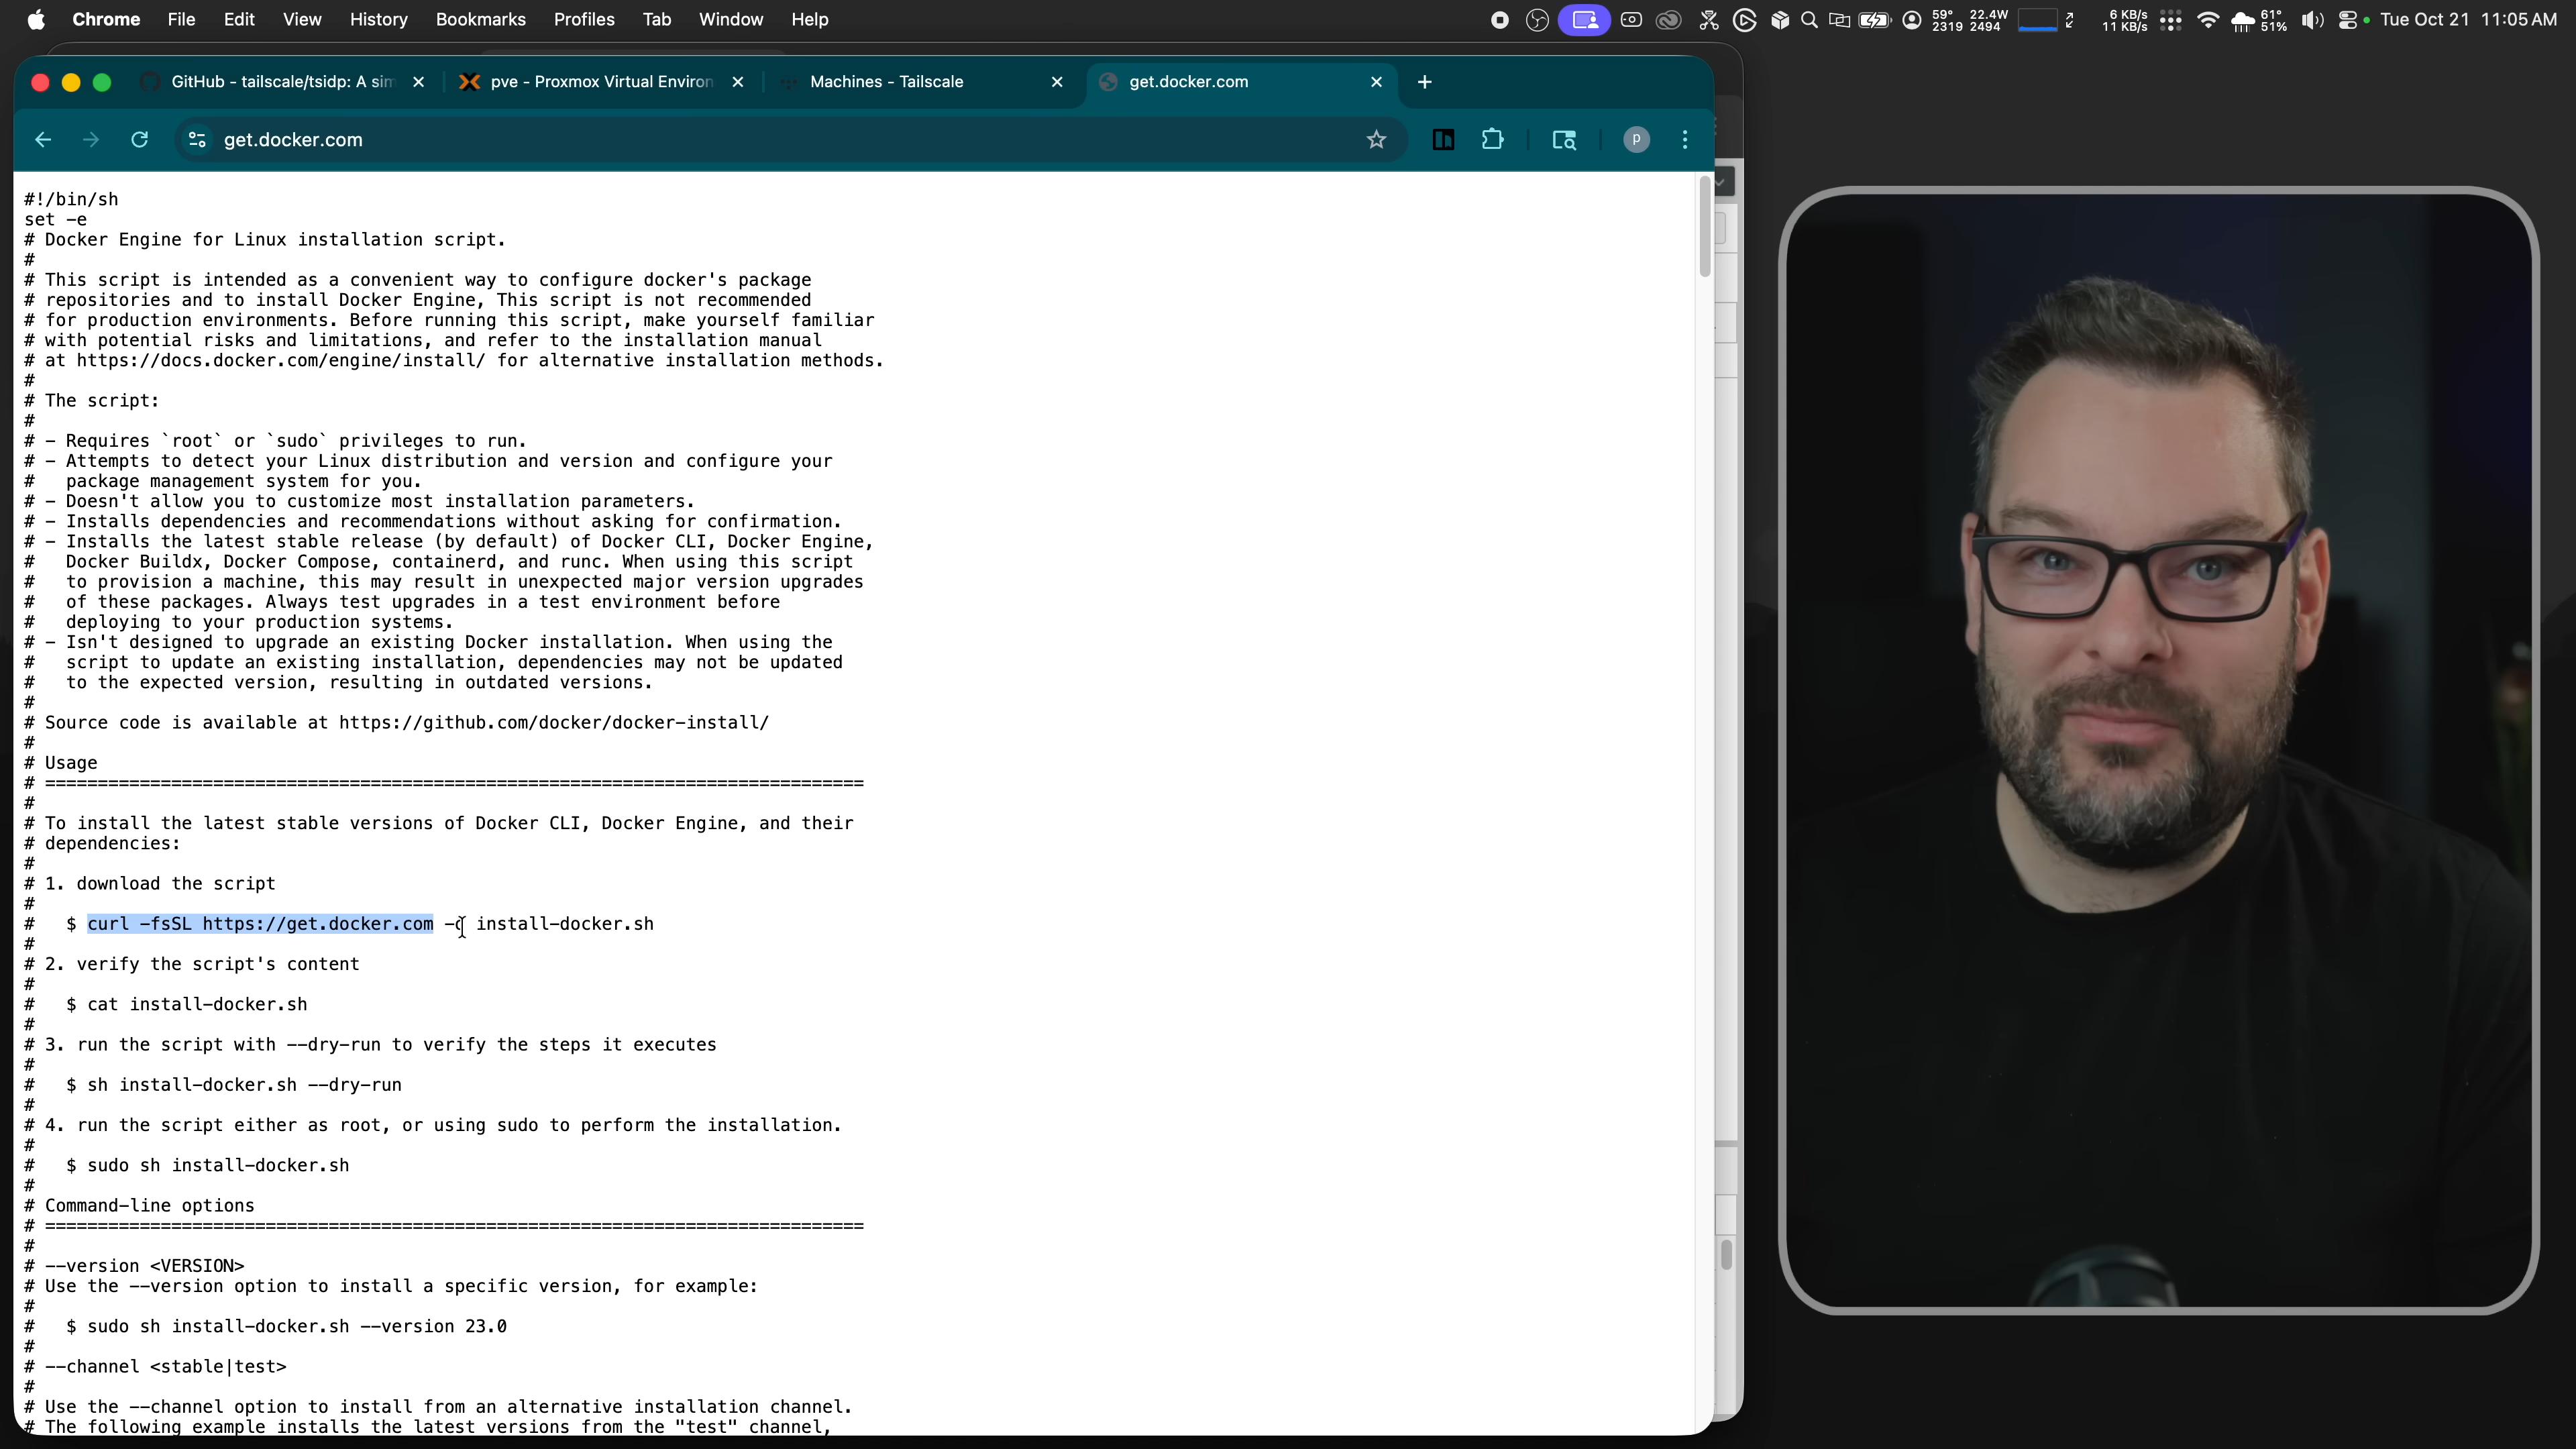 Chrome File Edit View History Bookmarks Profiles Tab Window Help
59° 22.4W 6 KB/s 61° Tue Oct 21 11:05 AM
2319 2494 11 KB/s 51%
GitHub - tailscale/tsidp: A sim
pve - Proxmox Virtual Environ
Machines - Tailscale
get.docker.com
get.docker.com
p
#!/bin/sh
set -e
# Docker Engine for Linux installation script.
#
# This script is intended as a convenient way to configure docker's package
# repositories and to install Docker Engine, This script is not recommended
# for production environments. Before running this script, make yourself familiar
# with potential risks and limitations, and refer to the installation manual
# at https://docs.docker.com/engine/install/ for alternative installation methods.
#
# The script:
#
# - Requires `root` or `sudo` privileges to run.
# - Attempts to detect your Linux distribution and version and configure your
#   package management system for you.
# - Doesn't allow you to customize most installation parameters.
# - Installs dependencies and recommendations without asking for confirmation.
# - Installs the latest stable release (by default) of Docker CLI, Docker Engine,
#   Docker Buildx, Docker Compose, containerd, and runc. When using this script
#   to provision a machine, this may result in unexpected major version upgrades
#   of these packages. Always test upgrades in a test environment before
#   deploying to your production systems.
# - Isn't designed to upgrade an existing Docker installation. When using the
#   script to update an existing installation, dependencies may not be updated
#   to the expected version, resulting in outdated versions.
#
# Source code is available at https://github.com/docker/docker-install/
#
# Usage
# ==============================================================================
#
# To install the latest stable versions of Docker CLI, Docker Engine, and their
# dependencies:
#
# 1. download the script
#
#   $ curl -fsSL https://get.docker.com -o install-docker.sh
#
# 2. verify the script's content
#
#   $ cat install-docker.sh
#
# 3. run the script with --dry-run to verify the steps it executes
#
#   $ sh install-docker.sh --dry-run
#
# 4. run the script either as root, or using sudo to perform the installation.
#
#   $ sudo sh install-docker.sh
#
# Command-line options
# ==============================================================================
#
# --version <VERSION>
# Use the --version option to install a specific version, for example:
#
#   $ sudo sh install-docker.sh --version 23.0
#
# --channel <stable|test>
#
# Use the --channel option to install from an alternative installation channel.
# The following example installs the latest versions from the "test" channel,